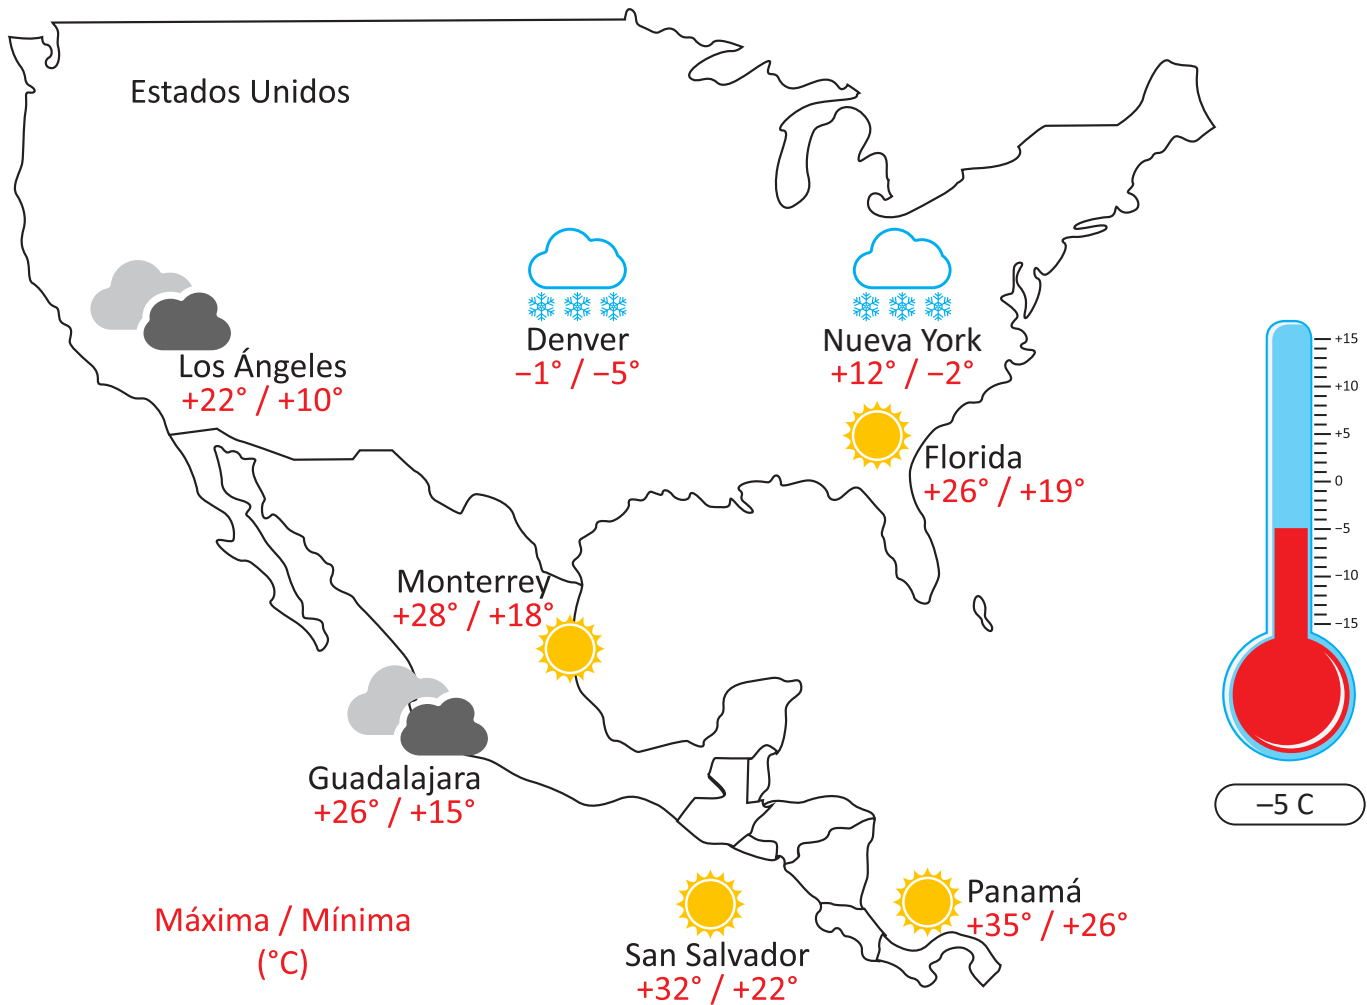 Estados Unidos
Los Ángeles
+22° / +10°
Denver
−1° / −5°
Nueva York
+12° / −2°
Florida
+26° / +19°
Monterrey
+28° / +18°
Guadalajara
+26° / +15°
San Salvador
+32° / +22°
Panamá
+35° / +26°
Máxima / Mínima
(°C)
+15
+10
+5
0
−5
−10
−15
–5 C